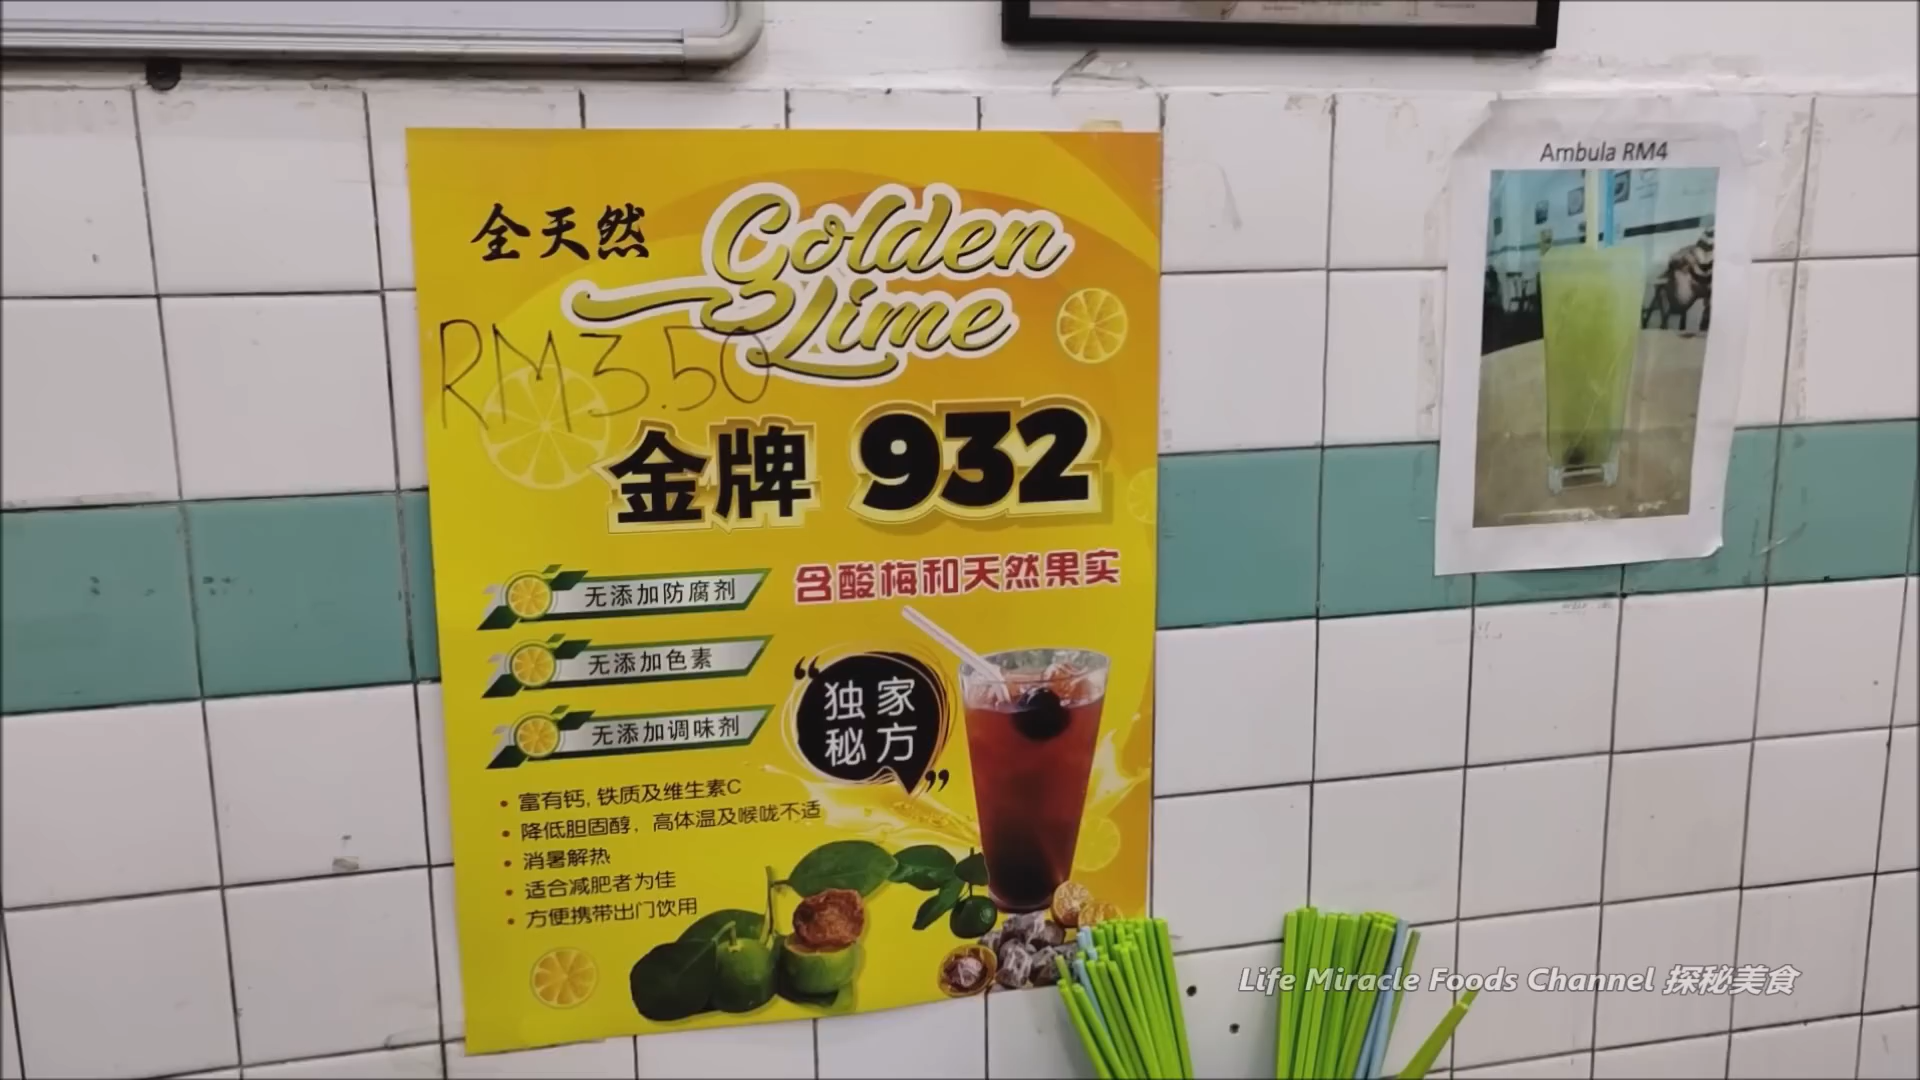 全天然
Golden
Lime
RM3.50
金牌 932
含酸梅和天然果实
无添加防腐剂
无添加色素
无添加调味剂
独家
秘方
• 富有钙, 铁质及维生素C
• 降低胆固醇, 高体温及喉咙不适
• 消暑解热
• 适合减肥者为佳
• 方便携带出门饮用
Ambula RM4
Life Miracle Foods Channel 探秘美食